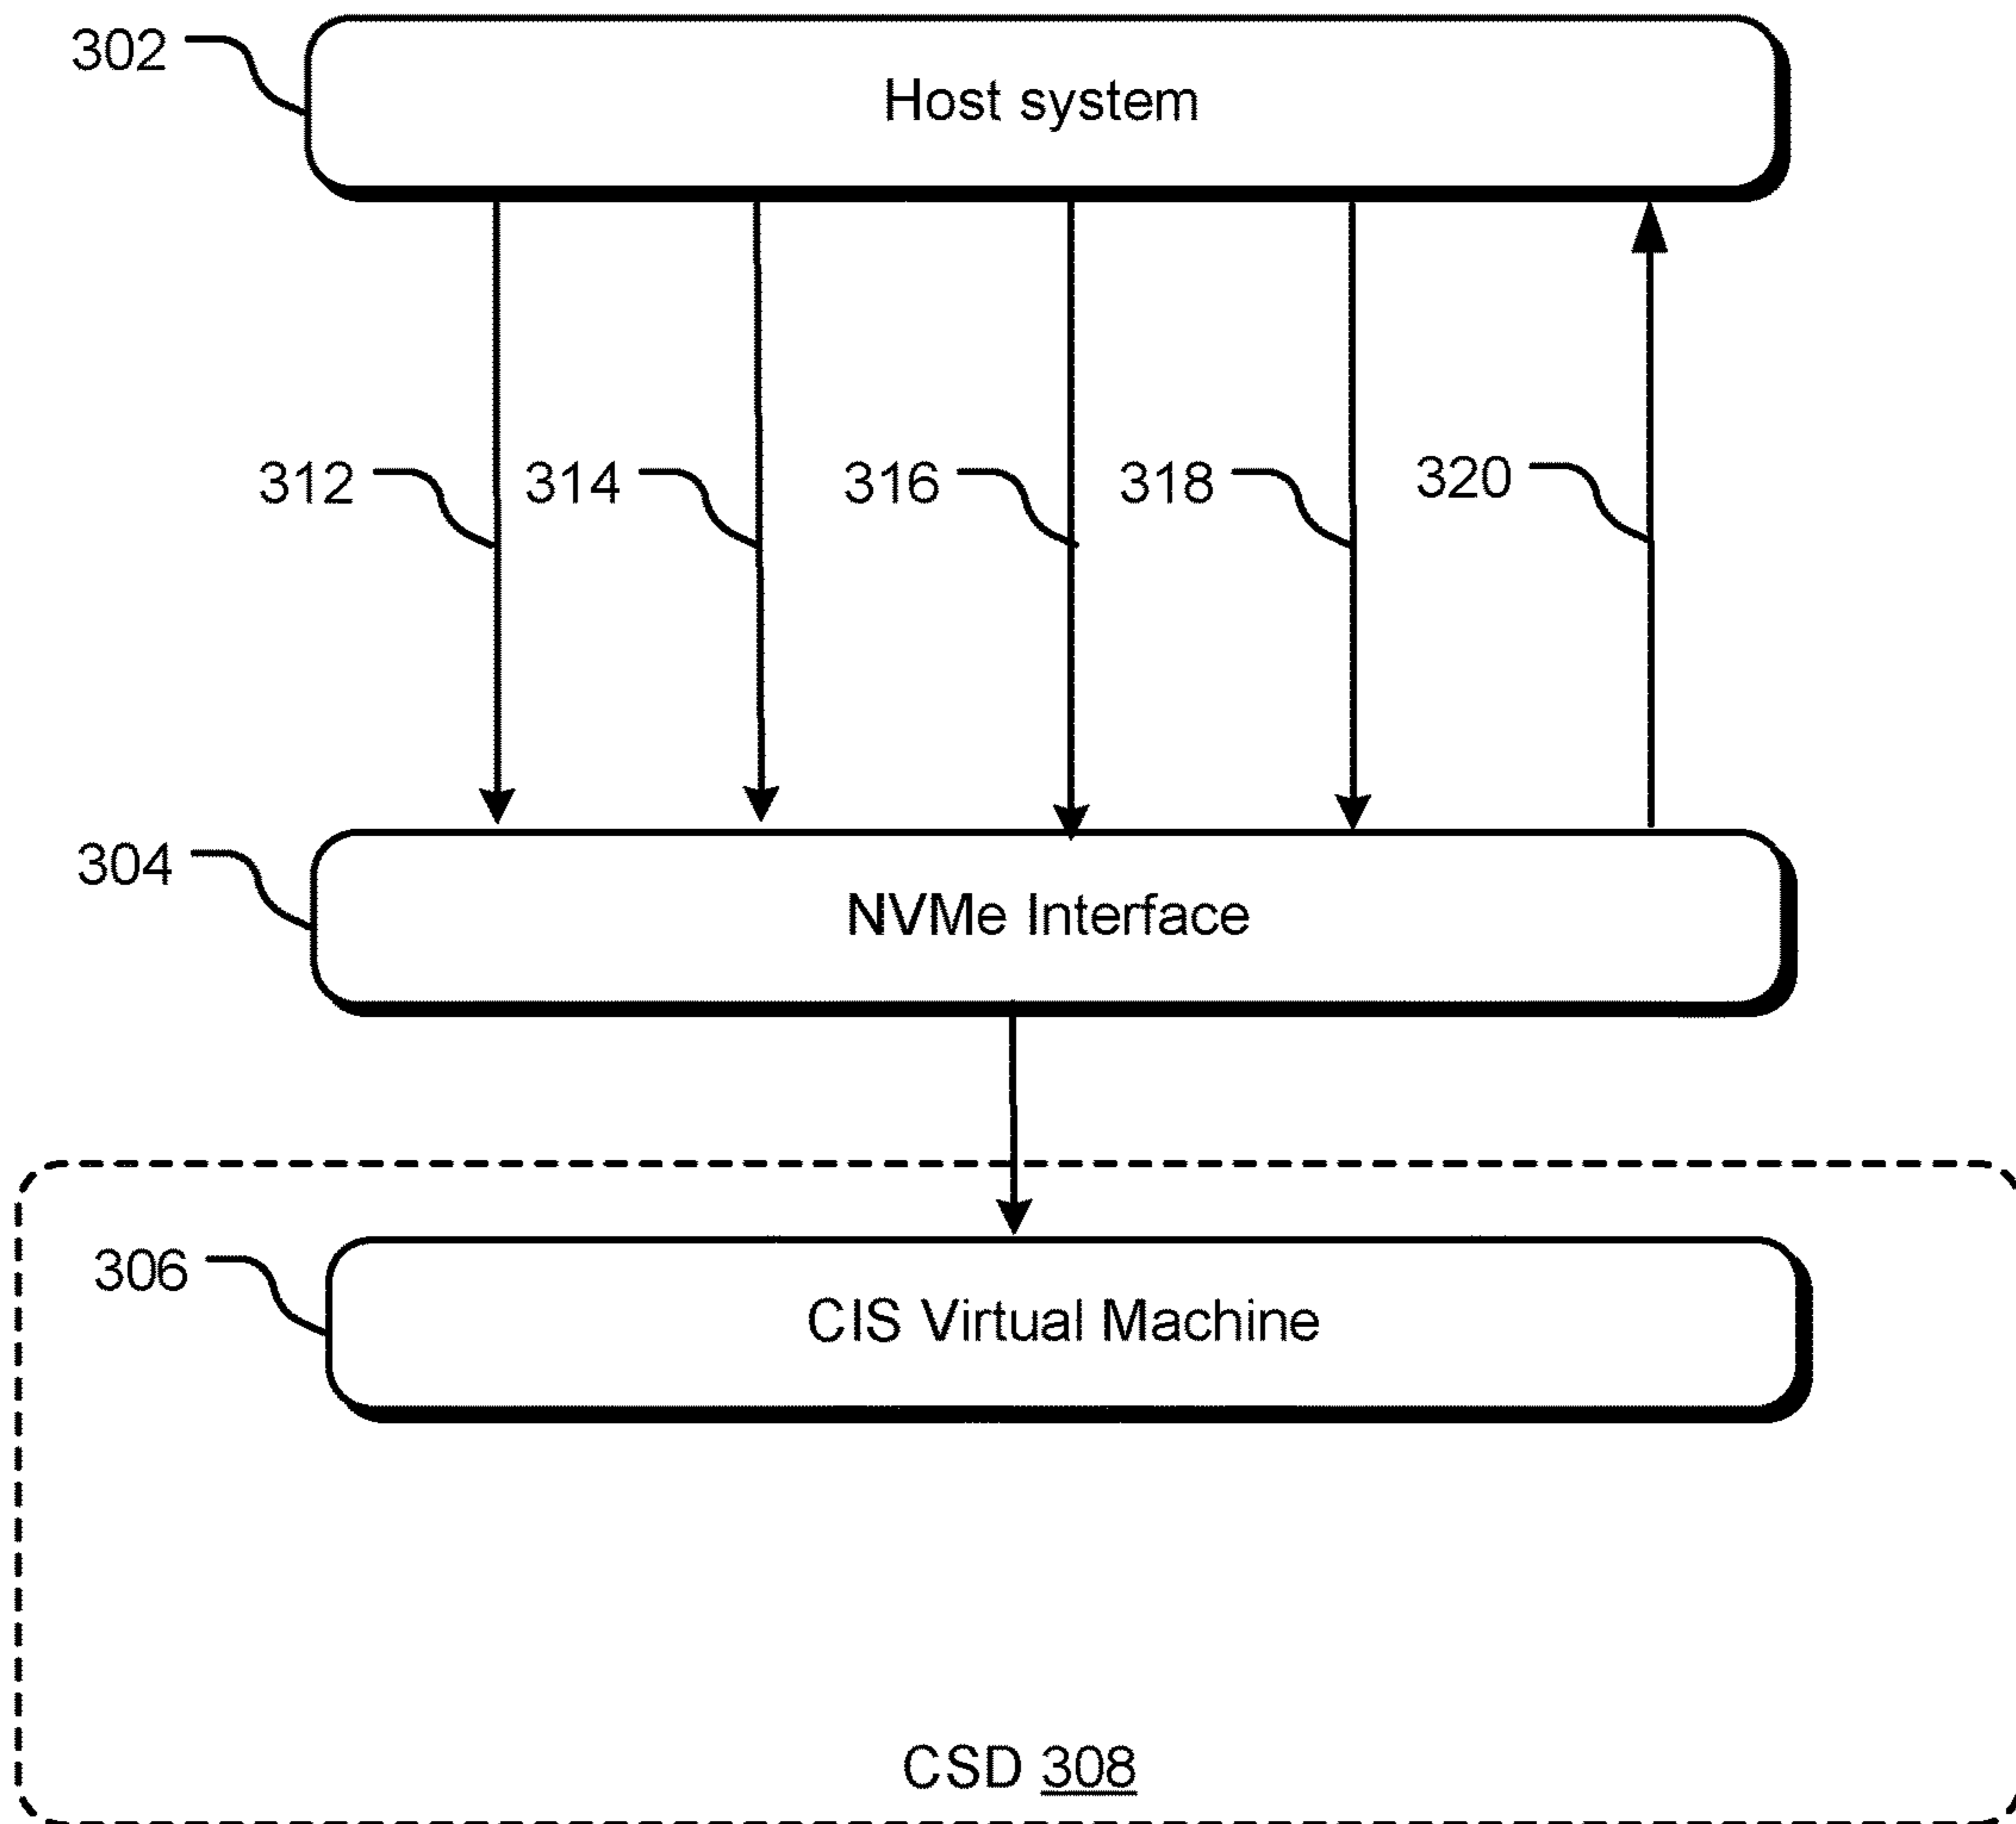 302
Host system
312
314
316
318
320
304
NVMe Interface
306
CIS Virtual Machine
CSD 308